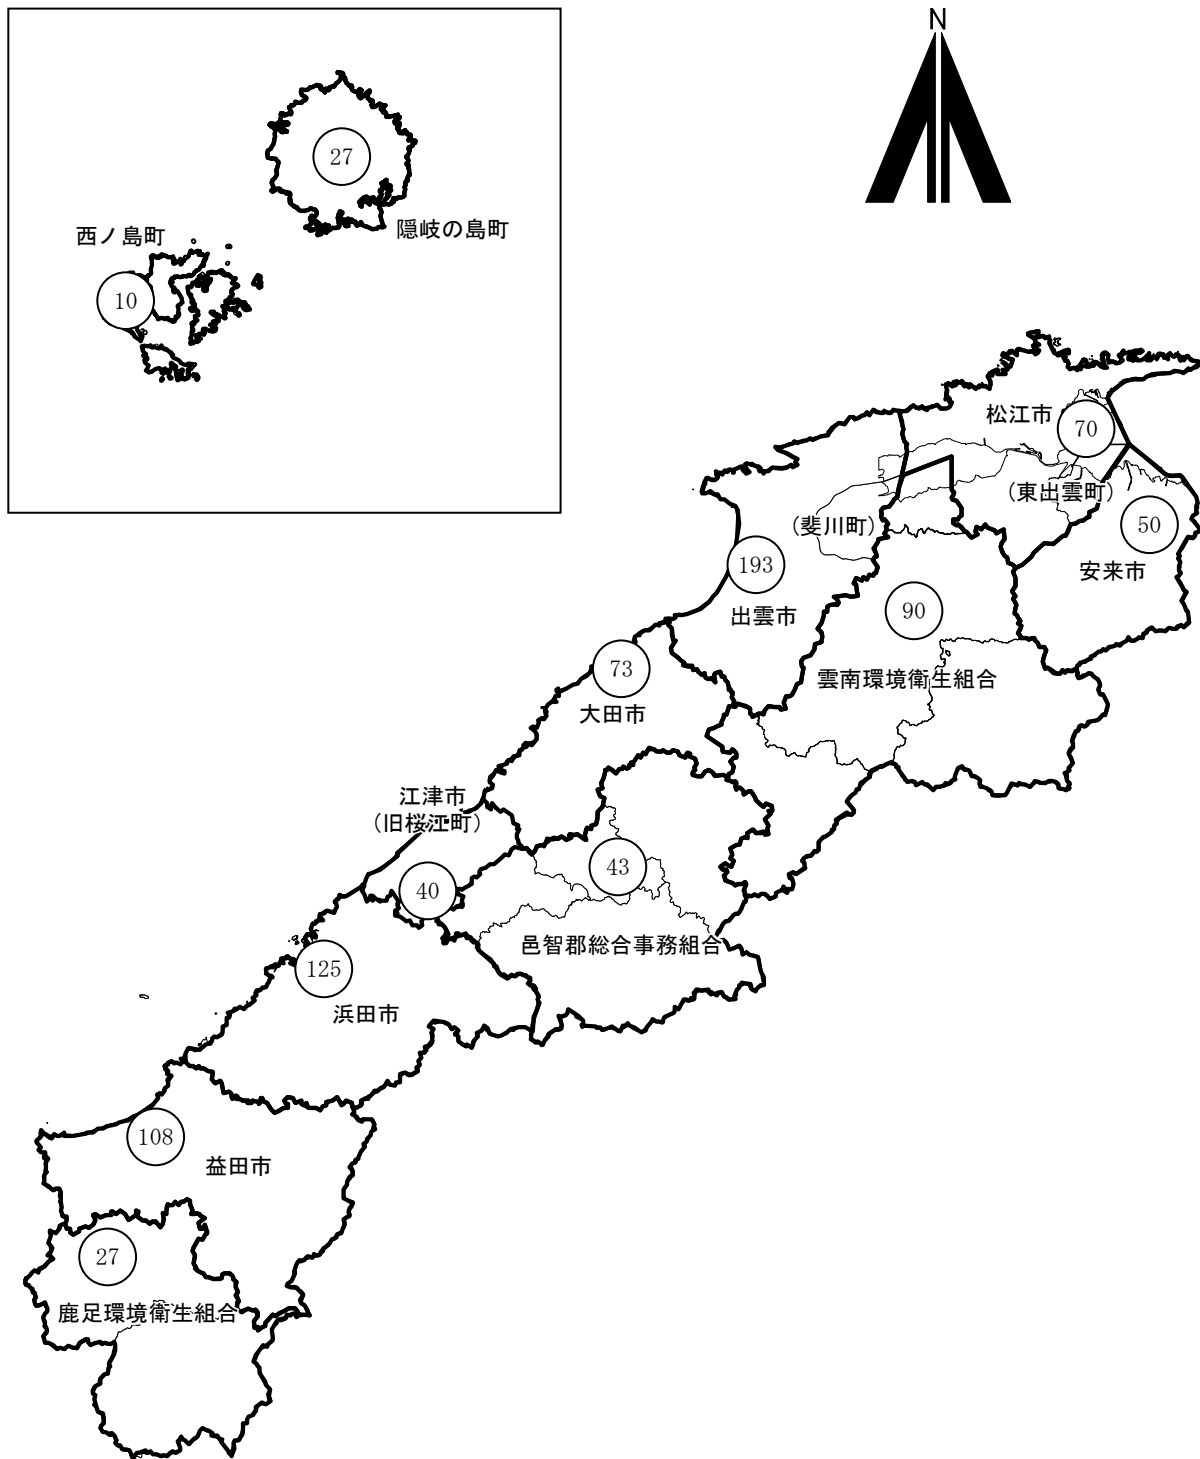 N
27
隠岐の島町
西ノ島町
10
松江市
70
(東出雲町)
50
(斐川町)
安来市
193
出雲市
90
73
雲南環境衛生組合
大田市
江津市
(旧桜江町)
43
40
邑智郡総合事務組合
125
浜田市
108
益田市
27
鹿足環境衛生組合